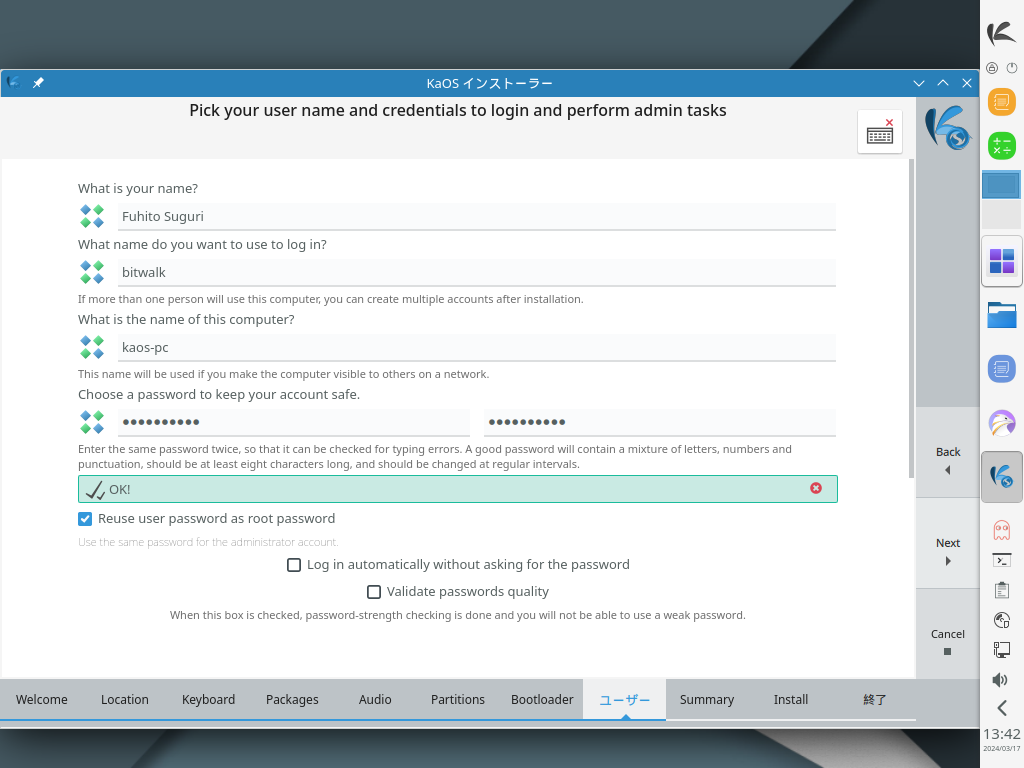 KaOS インストーラー
Pick your user name and credentials to login and perform admin tasks
What is your name?
Fuhito Suguri
What name do you want to use to log in?
bitwalk
If more than one person will use this computer, you can create multiple accounts after installation.
What is the name of this computer?
kaos-pc
This name will be used if you make the computer visible to others on a network.
Choose a password to keep your account safe.
●●●●●●●●●● ●●●●●●●●●●
Enter the same password twice, so that it can be checked for typing errors. A good password will contain a mixture of letters, numbers and
punctuation, should be at least eight characters long, and should be changed at regular intervals.
OK!
Reuse user password as root password
Use the same password for the administrator account.
Log in automatically without asking for the password
Validate passwords quality
When this box is checked, password-strength checking is done and you will not be able to use a weak password.
Back
Next
Cancel
Welcome Location Keyboard Packages Audio Partitions Bootloader ユーザー Summary Install 終了
13:42
2024/03/17